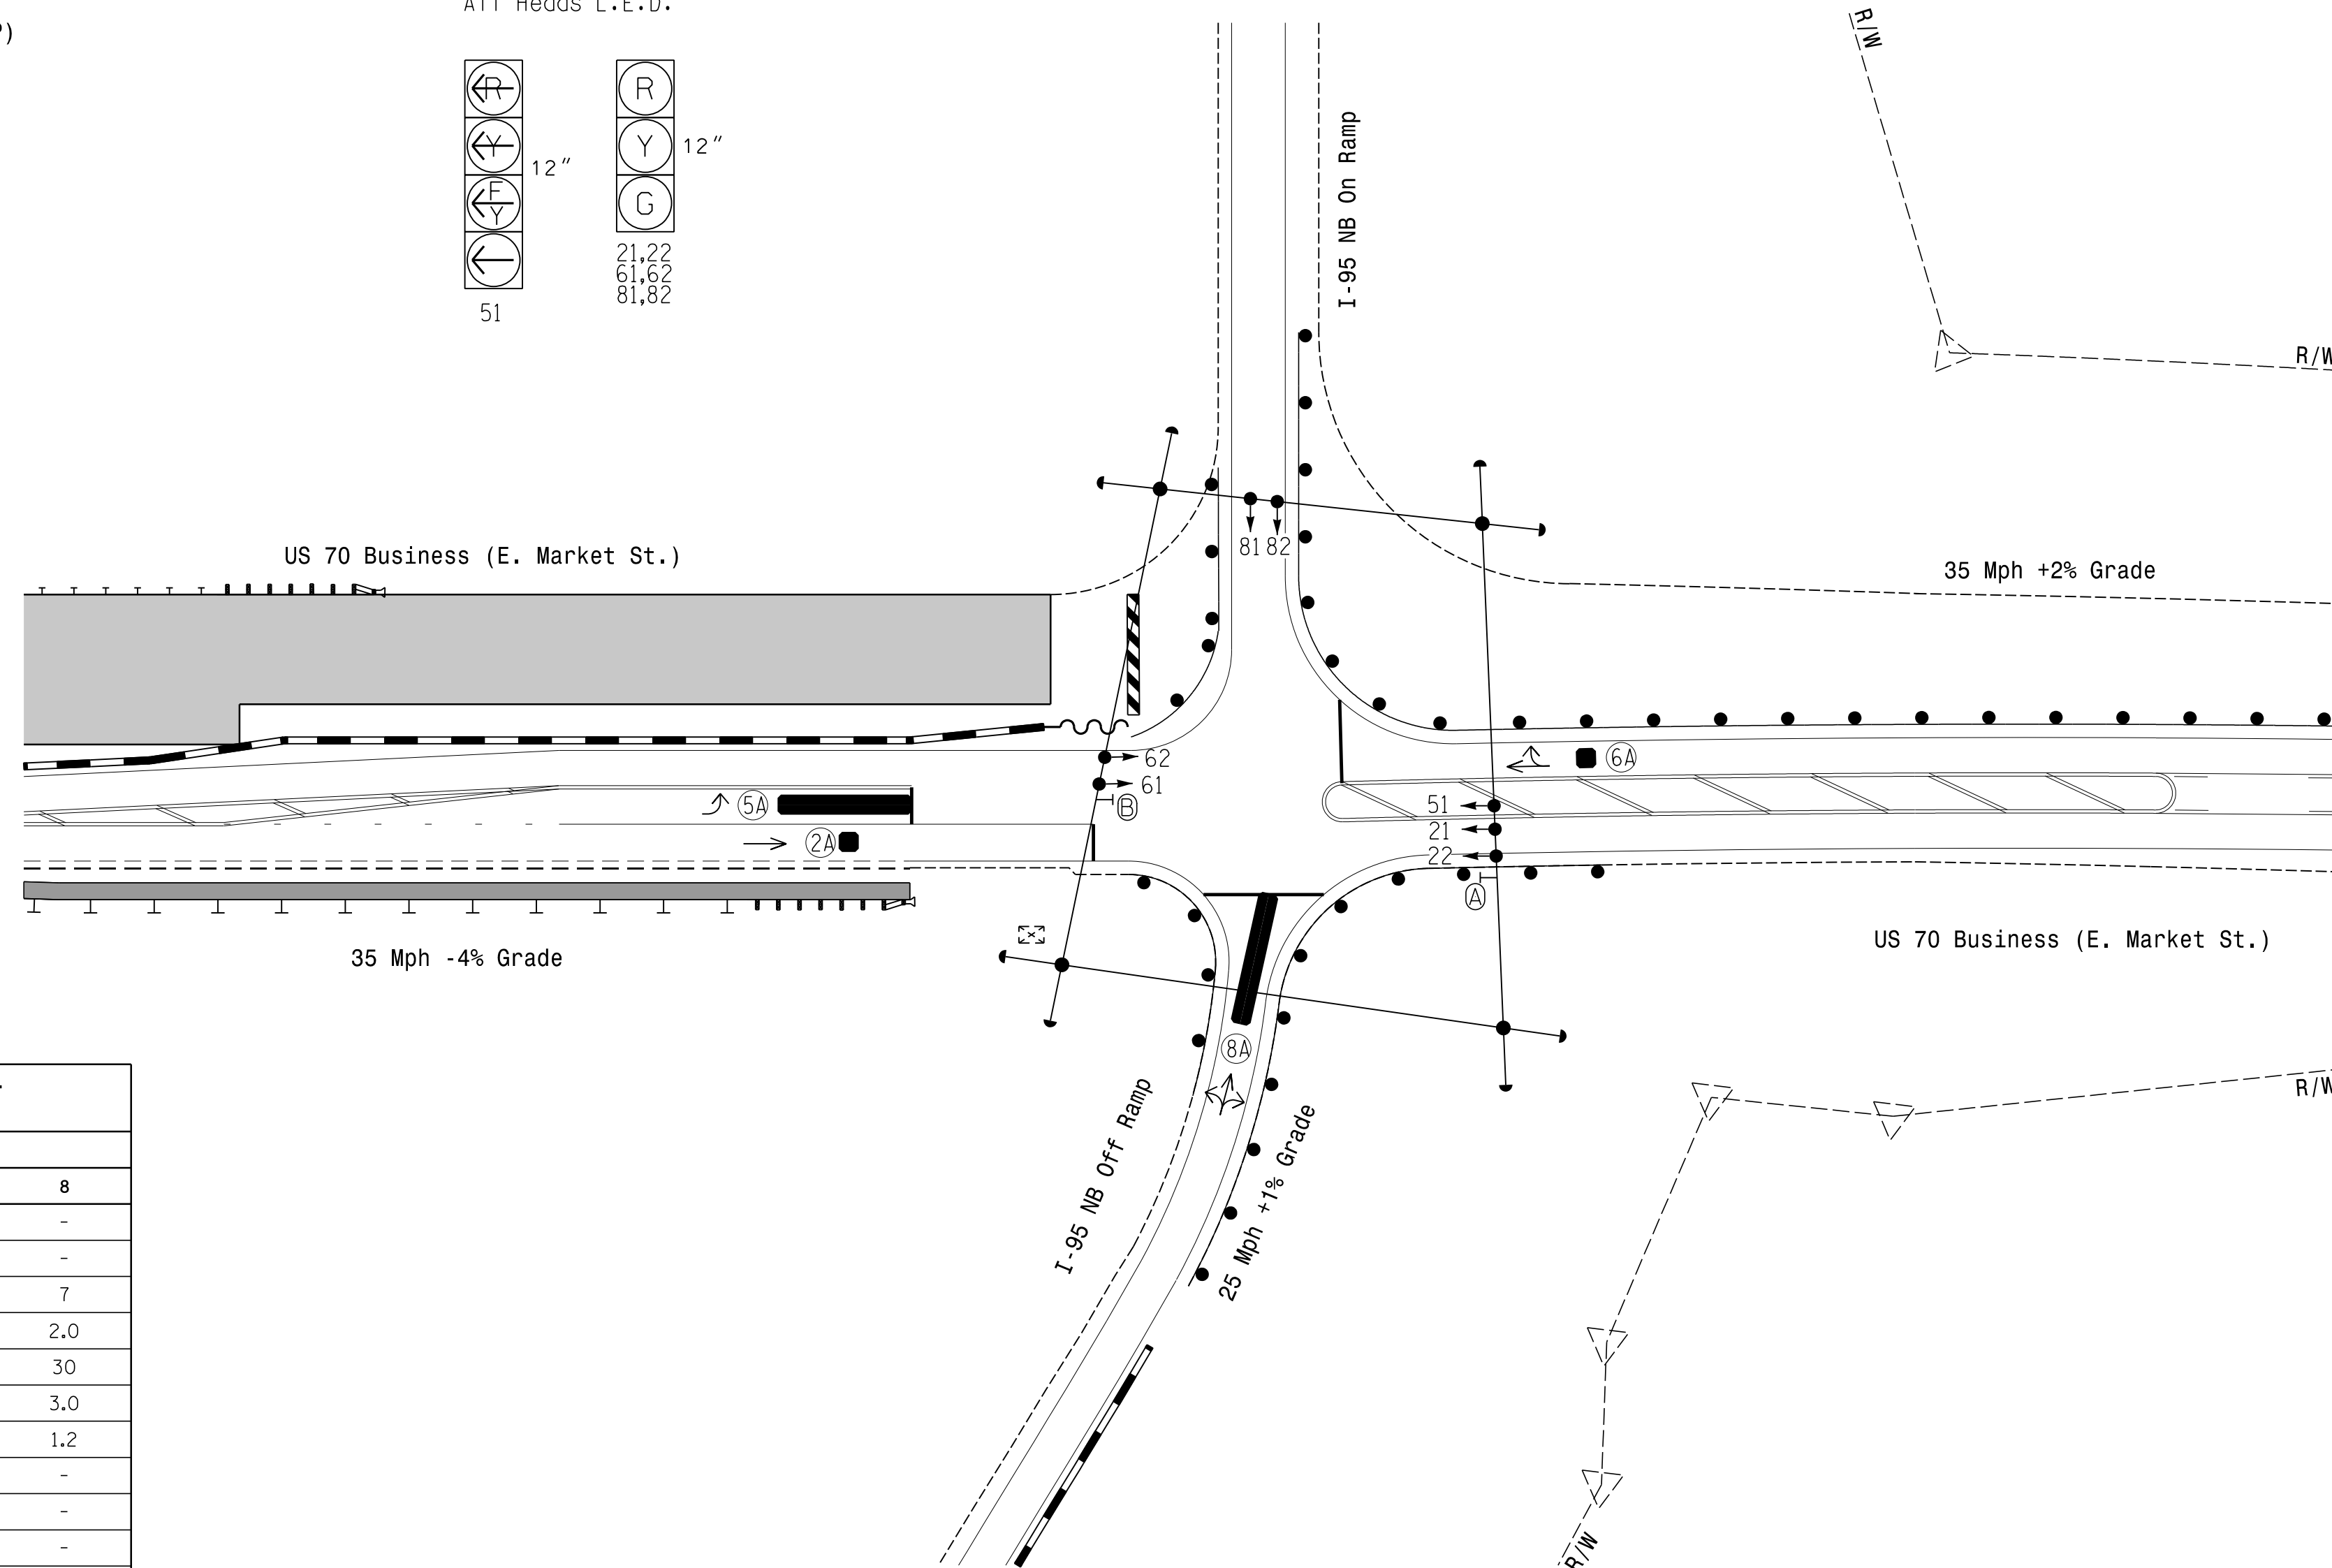 All Heads L.E.D.
R
Y
F
Y
12"
51
R
Y
G
12"
21,22
61,62
81,82
I-95 NB On Ramp
R/W
R/W
US 70 Business (E. Market St.)
35 Mph +2% Grade
81 82
62
61
B
5A
2A
6A
51
21
22
A
35 Mph -4% Grade
US 70 Business (E. Market St.)
8A
I-95 NB Off Ramp
25 Mph +1% Grade
R/W
R/W
8
-
-
7
2.0
30
3.0
1.2
-
-
-